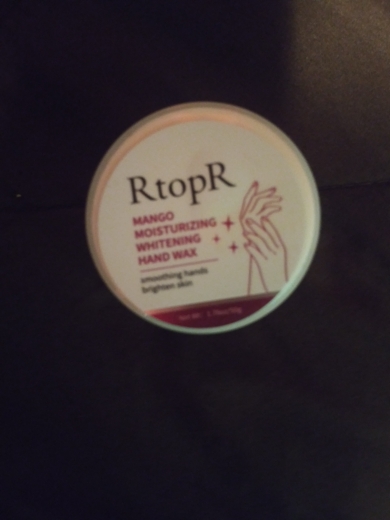 RtopR
MANGO
MOISTURIZING
WHITENING
HAND WAX
smoothing hands
brighten skin